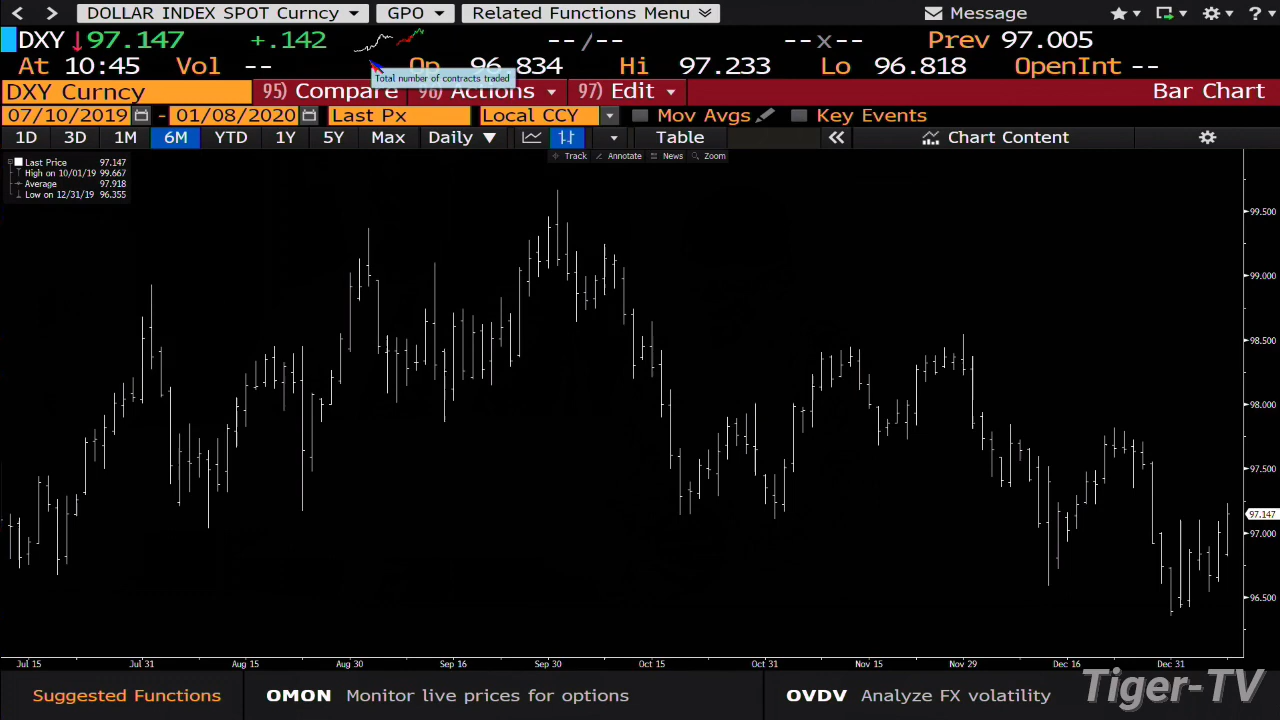 DOLLAR INDEX SPOT Curncy GPO Related Functions Menu Message
DXY 97.147 +.142 -- / -- -- x -- Prev 97.005
At 10:45 Vol -- Op 96.834 Hi 97.233 Lo 96.818 OpenInt --
Total number of contracts traded
DXY Curncy 95) Compare 96) Actions 97) Edit Bar Chart
07/10/2019 - 01/08/2020 Last Px Local CCY Mov Avgs Key Events
1D 3D 1M 6M YTD 1Y 5Y Max Daily Table Chart Content
Track Annotate News Zoom
Last Price 97.147
High on 10/01/19 99.667
Average 97.918
Low on 12/31/19 96.355
99.500
99.000
98.500
98.000
97.500
97.147
97.000
96.500
Jul 15 Jul 31 Aug 15 Aug 30 Sep 16 Sep 30 Oct 15 Oct 31 Nov 15 Nov 29 Dec 16 Dec 31
Suggested Functions OMON Monitor live prices for options OVDV Analyze FX volatility
Tiger-TV